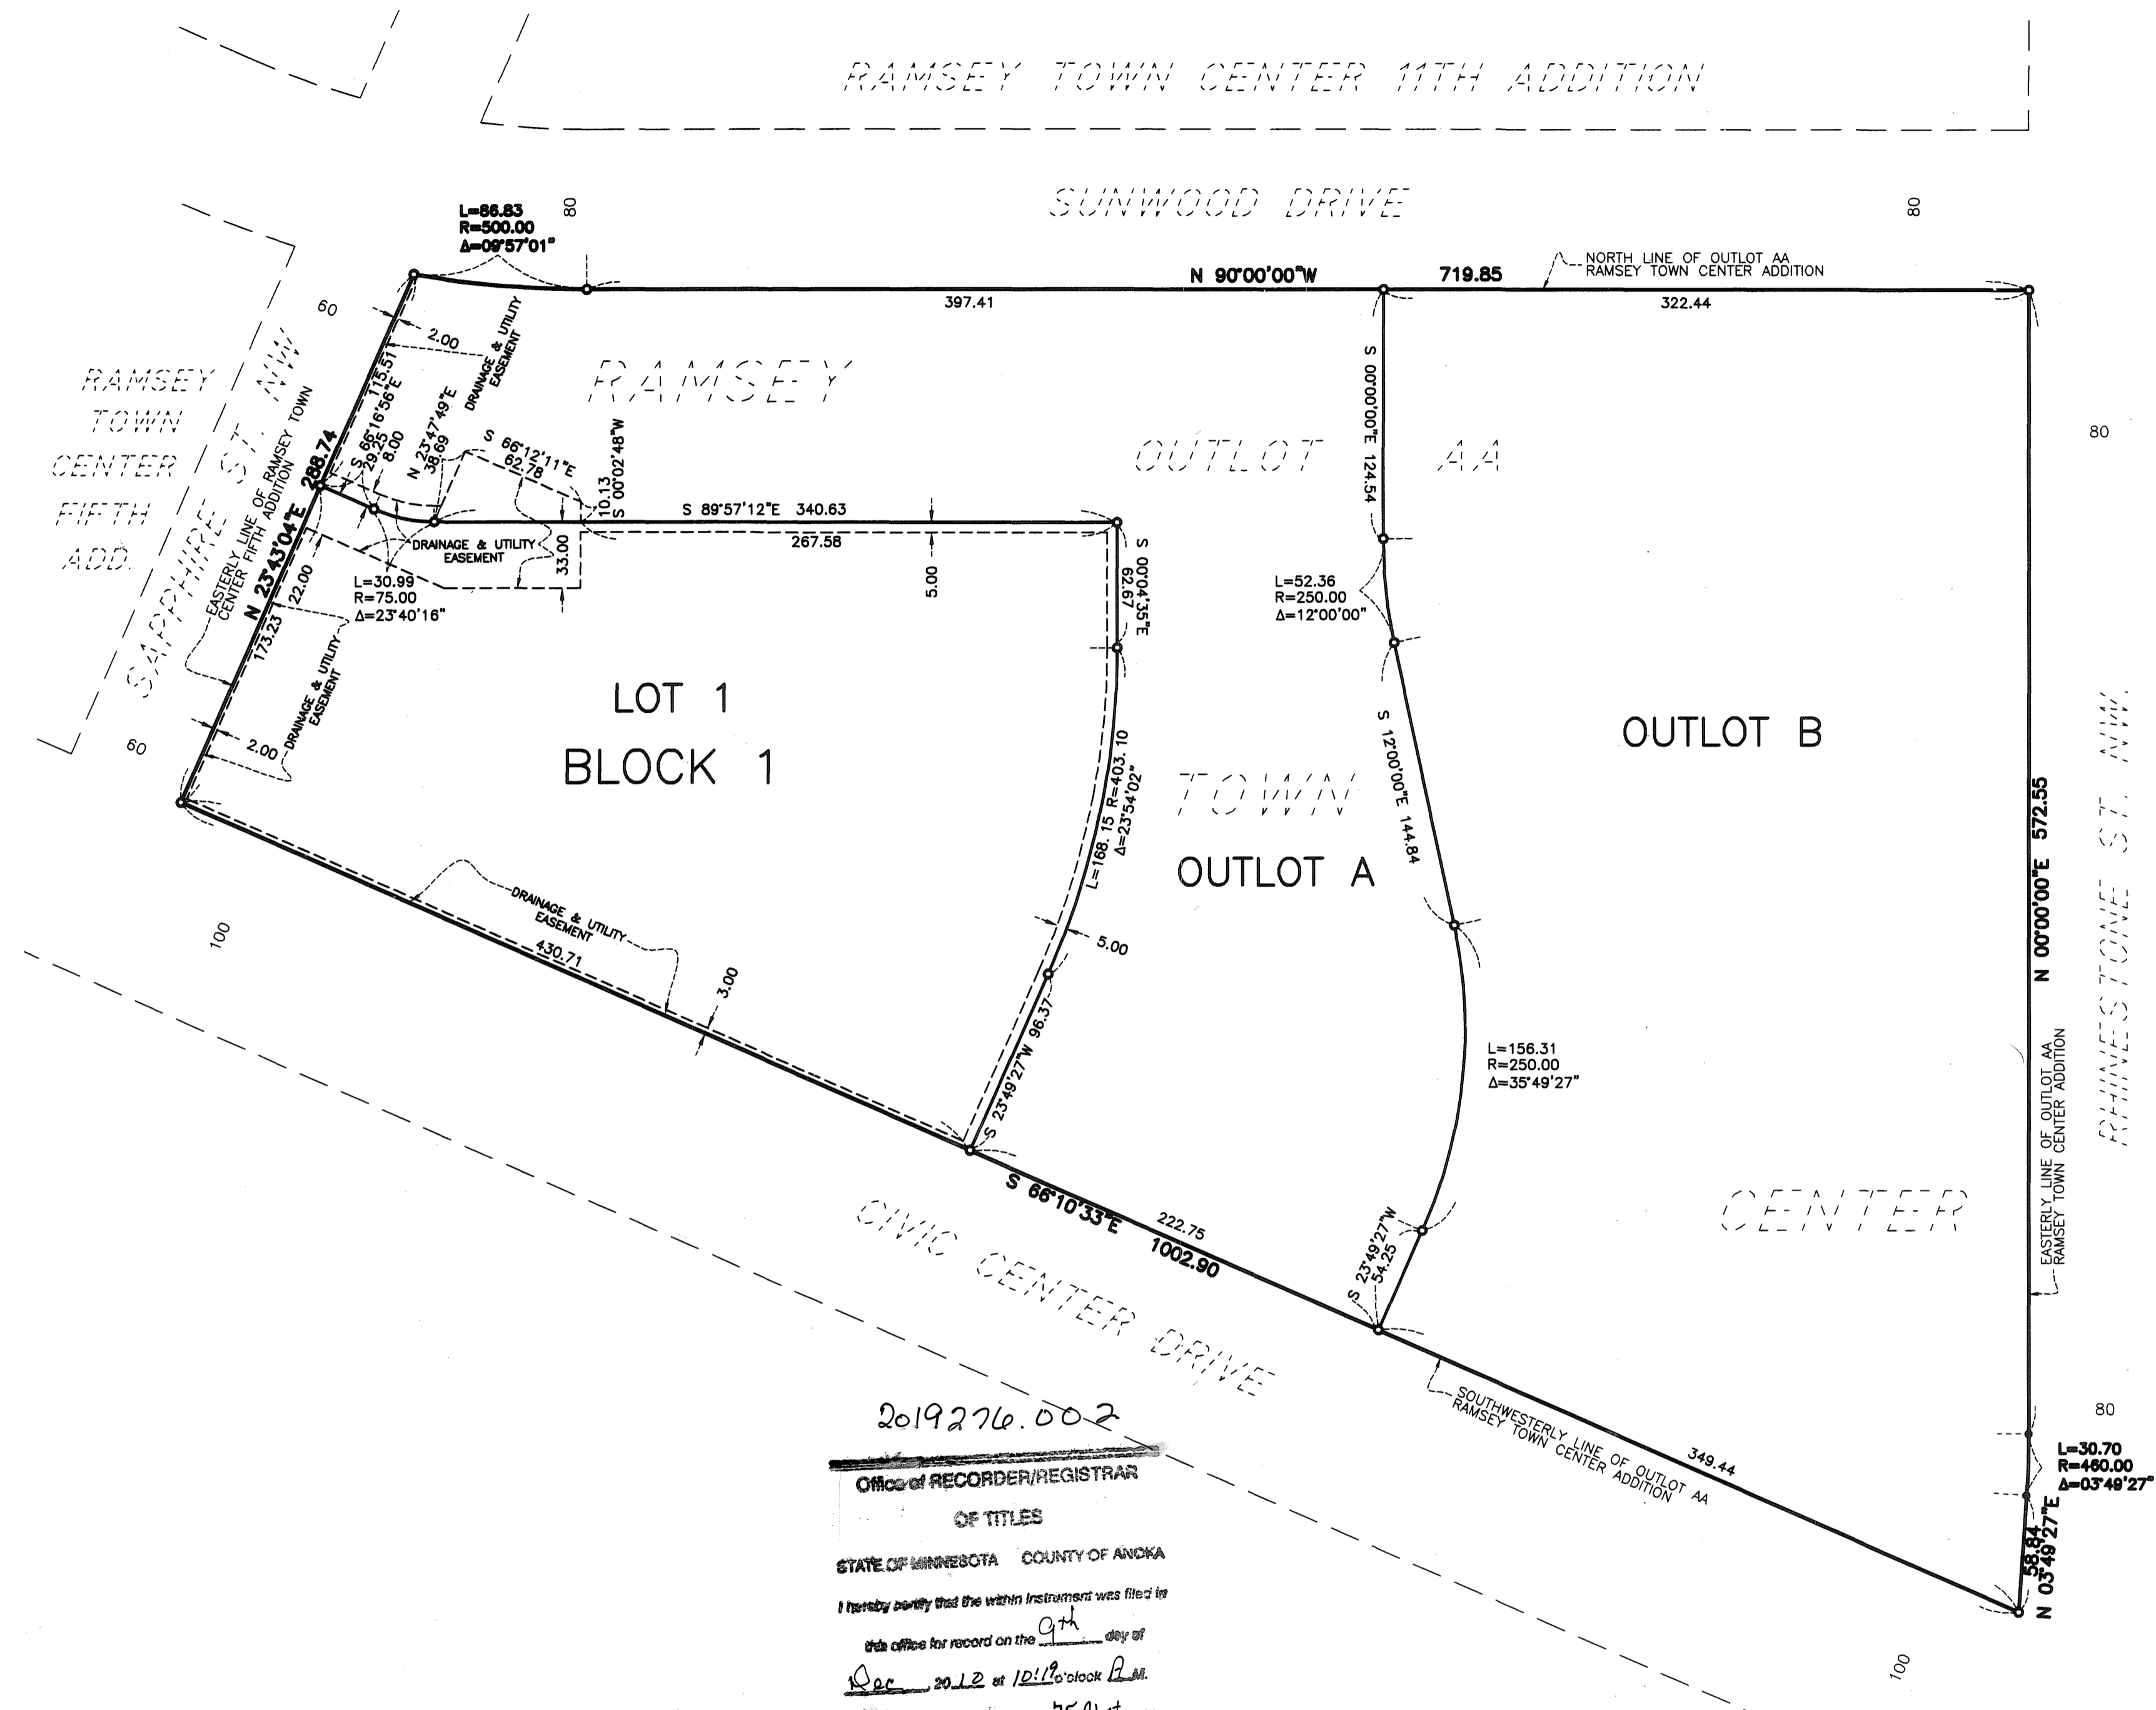 RAMSEY TOWN CENTER 11TH ADDITION
SUNWOOD DRIVE
80
80
L=86.83
R=500.00
Δ=09°57'01"
N 90°00'00"W
719.85
NORTH LINE OF OUTLOT AA
RAMSEY TOWN CENTER ADDITION
397.41
322.44
60
RAMSEY
TOWN
CENTER
FIFTH
ADD.
SAPPHIRE ST. NW
EASTERLY LINE OF RAMSEY TOWN
CENTER FIFTH ADDITION
N 23°43'04"E
288.74
115.51
2.00
DRAINAGE & UTILITY
EASEMENT
S 66°16'56"E
29.25
8.00
N 23°47'49"E
38.69
S 66°12'11"E
62.78
10.13
S 00°02'48"W
RAMSEY
OUTLOT AA
S 00°00'00"E 124.54
80
S 89°57'12"E 340.63
267.58
DRAINAGE & UTILITY
EASEMENT
33.00
5.00
S 00°04'35"E
62.67
L=30.99
R=75.00
Δ=23°40'16"
22.00
173.23
L=52.36
R=250.00
Δ=12°00'00"
DRAINAGE & UTILITY
EASEMENT
2.00
60
LOT 1
BLOCK 1
S 12°00'00"E 144.84
OUTLOT B
TOWN
OUTLOT A
L=168.15 R=403.10
Δ=23°54'02"
5.00
N 00°00'00"E 572.55
RHINESTONE ST. NW.
100
DRAINAGE & UTILITY
EASEMENT
430.71
3.00
S 23°49'27"W 96.37
L=156.31
R=250.00
Δ=35°49'27"
EASTERLY LINE OF OUTLOT AA
RAMSEY TOWN CENTER ADDITION
CENTER
S 66°10'33"E
1002.90
222.75
S 23°49'27"W
54.25
CIVIC CENTER DRIVE
SOUTHWESTERLY LINE OF OUTLOT AA
RAMSEY TOWN CENTER ADDITION
349.44
80
L=30.70
R=460.00
Δ=03°49'27"
58.84
N 03°49'27"E
100
2019276.002
Office of RECORDER/REGISTRAR
OF TITLES
STATE OF MINNESOTA COUNTY OF ANOKA
I hereby certify that the within instrument was filed in
this office for record on the 9th day of
Dec 2010 at 10:19 o'clock A M.